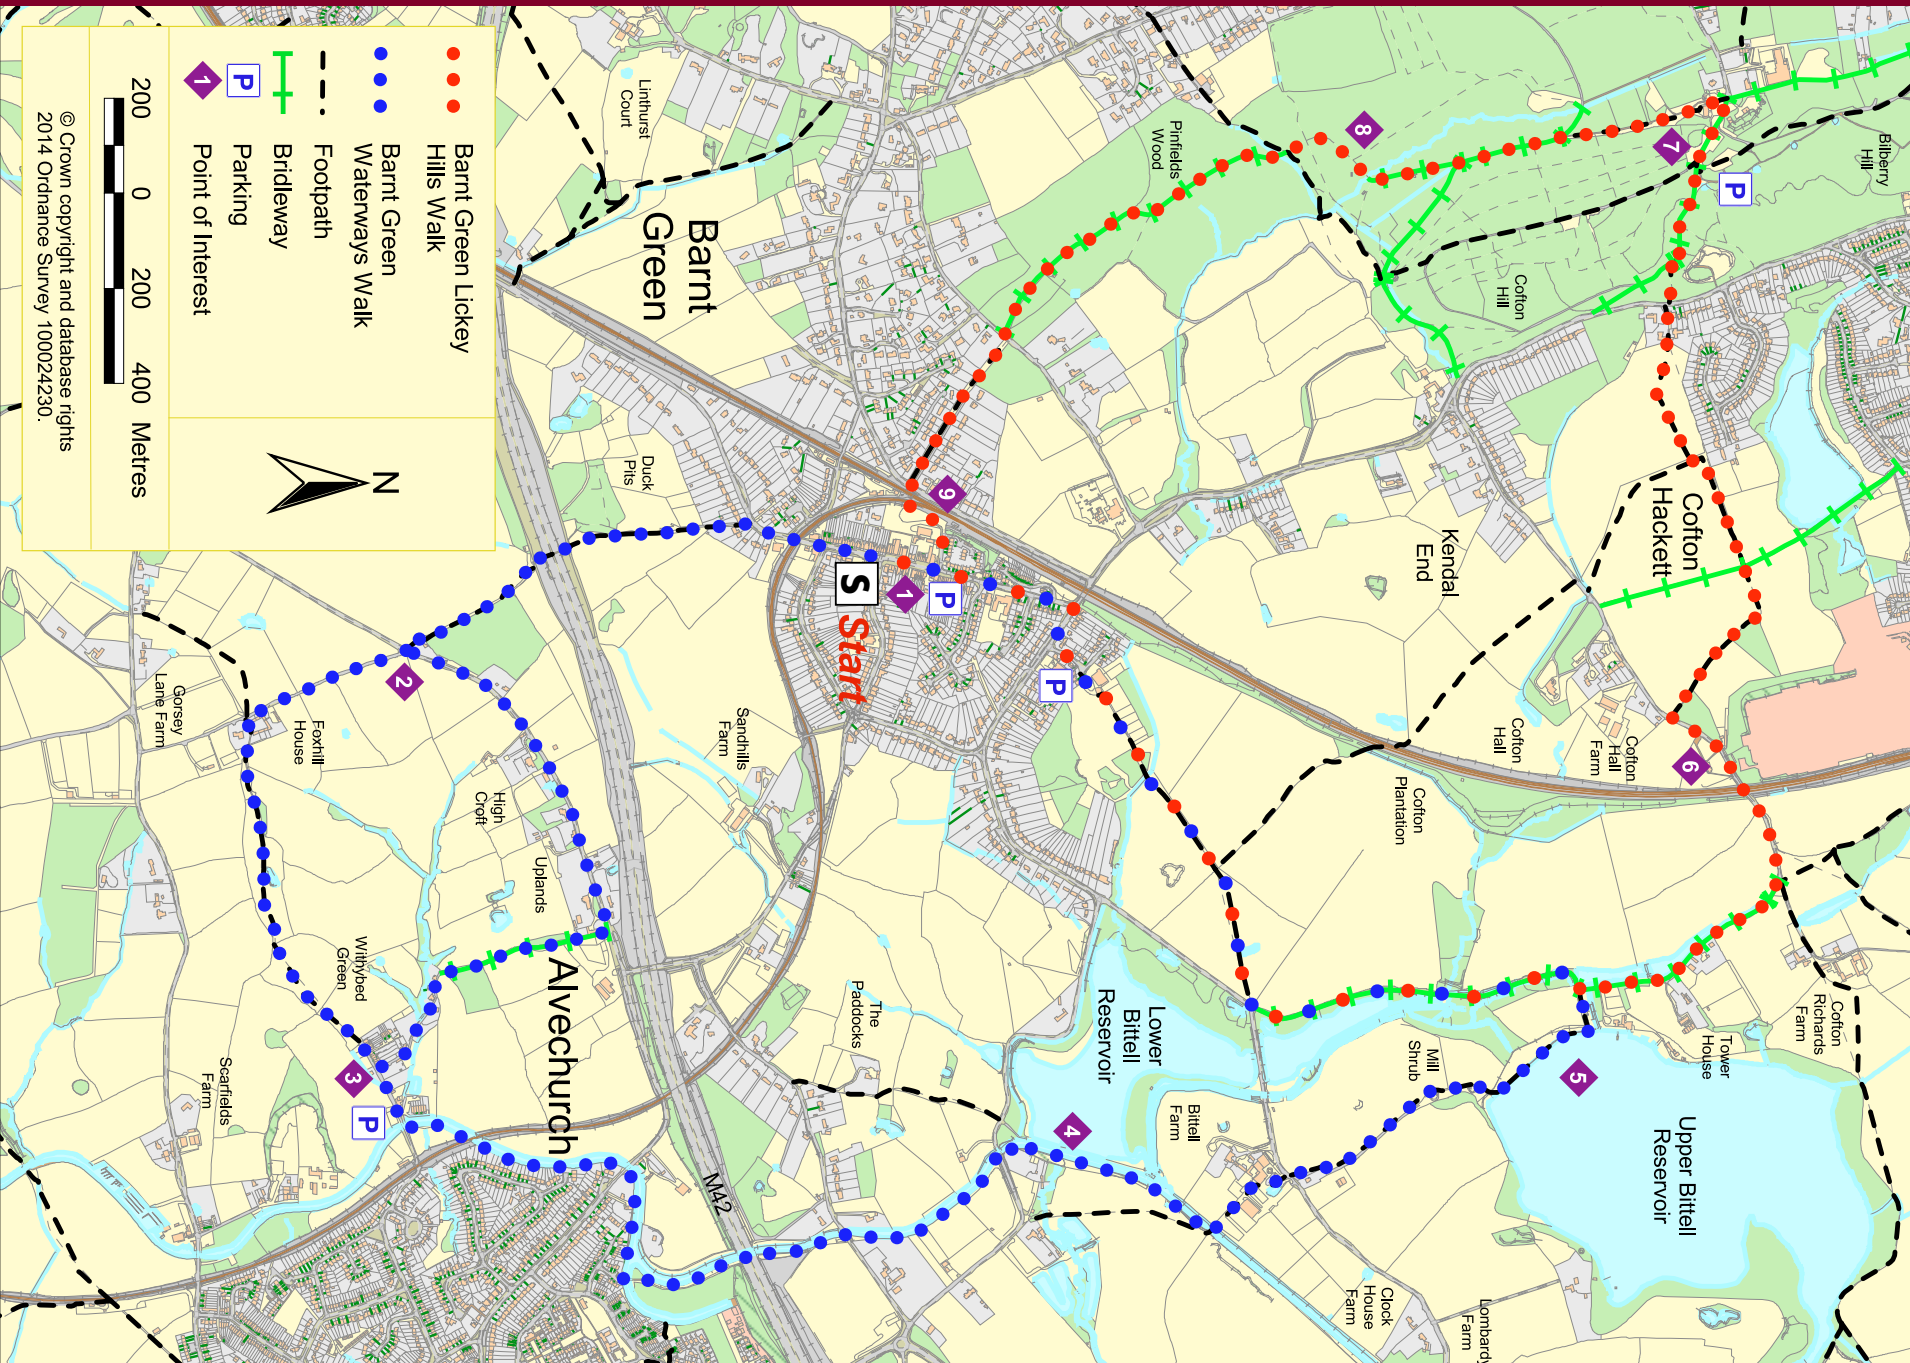 Barnt Green Lickey
Hills Walk
Barnt Green
Waterways Walk
Footpath
Bridleway
Parking
Point of Interest
P
1
200 0 200 400 Metres
© Crown copyright and database rights
2014 Ordnance Survey 100024230.
N
Bilberry
Hill
7
P
8
Pinfields
Wood
Linthurst
Court
Cofton
Hill
Barnt
Green
Duck
Pits
9
Cofton
Hackett
Kendal
End
S Start
1
P
P
2
Gorsey
Lane Farm
Foxhill
House
Sandhills
Farm
High
Croft
Uplands
Cofton
Hall
Cofton
Hall
Farm
6
Cofton
Plantation
Withybed
Green
Alvechurch
The
Paddocks
Lower
Bittell
Reservoir
Mill
Shrub
Tower
House
Cofton
Richards
Farm
5
Upper Bittell
Reservoir
Bittell
Farm
4
3
P
Scarfields
Farm
M42
Clock
House
Farm
Lombardy
Farm